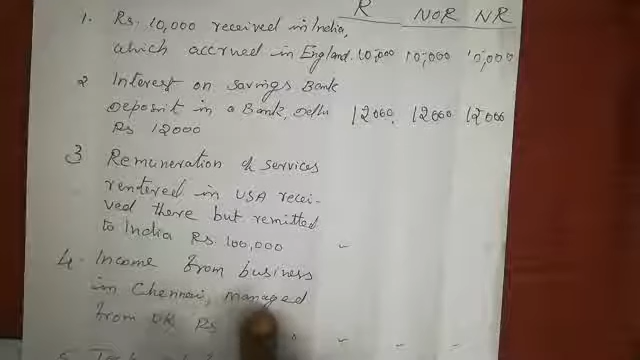 R NOR NR
1. Rs. 10,000 received in India,
which accrued in England. 10,000 10,000 10,000
2 Interest on savings Bank
Deposit in a Bank, Delhi 12000. 12000 12000
Rs 12000
3 Remuneration of services
rentered in USA recei-
ved there but remitted
to India Rs. 100,000
4. Income from business
in Chennai, managed
from UK Rs